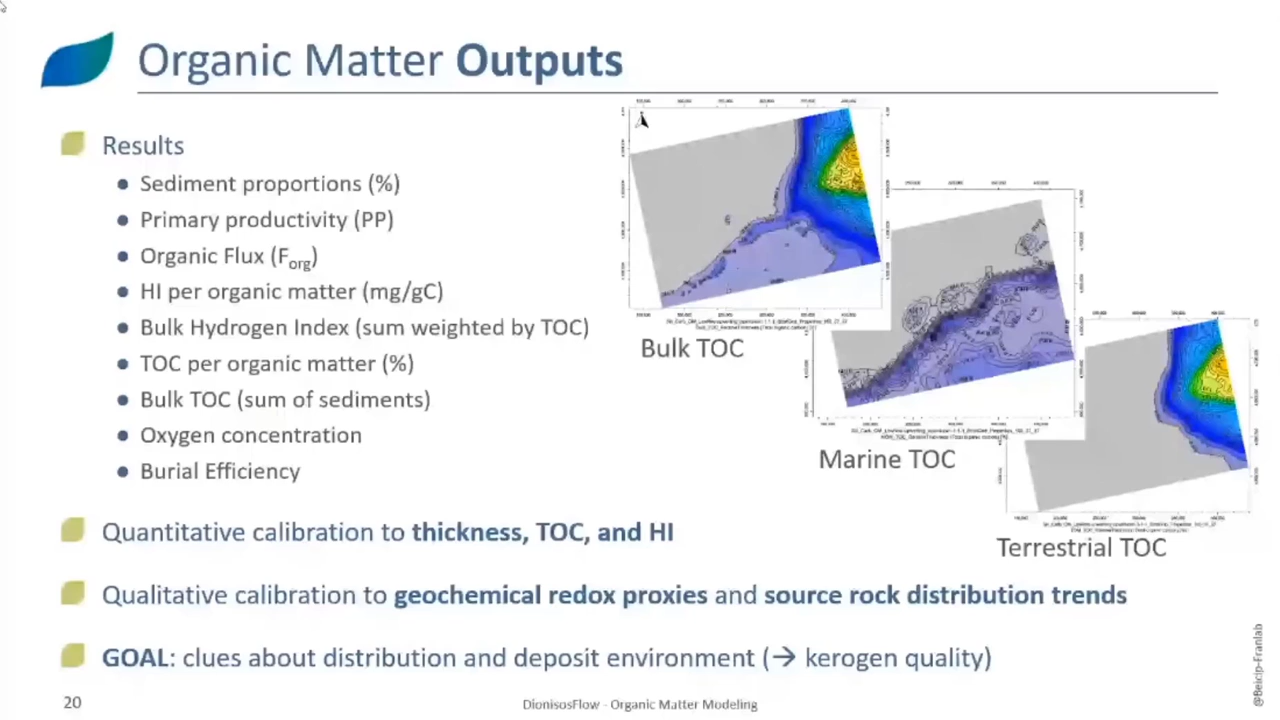 Organic Matter Outputs
Results
Sediment proportions (%)
Primary productivity (PP)
Organic Flux (Forg)
HI per organic matter (mg/gC)
Bulk Hydrogen Index (sum weighted by TOC)
TOC per organic matter (%)
Bulk TOC (sum of sediments)
Oxygen concentration
Burial Efficiency
Bulk TOC
Marine TOC
Terrestrial TOC
Quantitative calibration to thickness, TOC, and HI
Qualitative calibration to geochemical redox proxies and source rock distribution trends
GOAL: clues about distribution and deposit environment (→ kerogen quality)
20
DionisosFlow - Organic Matter Modeling
@Beicip-Franlab